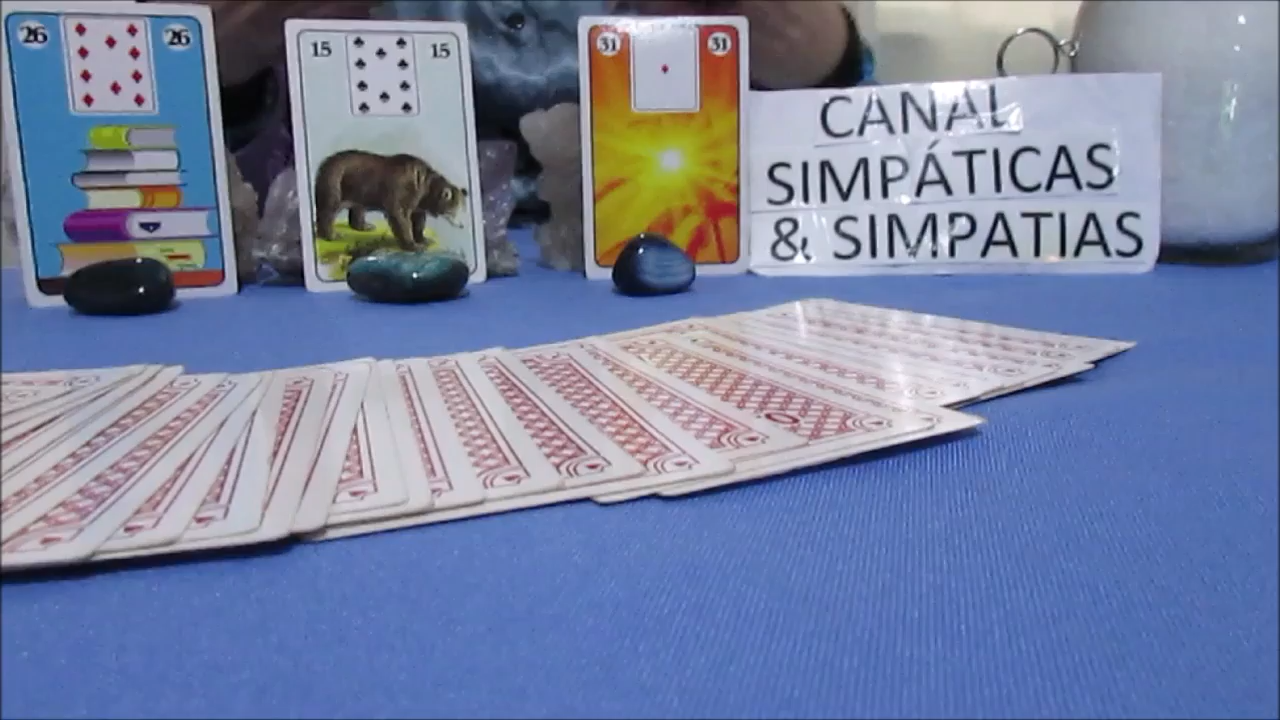 26 26
15 15
31 31
CANAL
SIMPÁTICAS
& SIMPATIAS